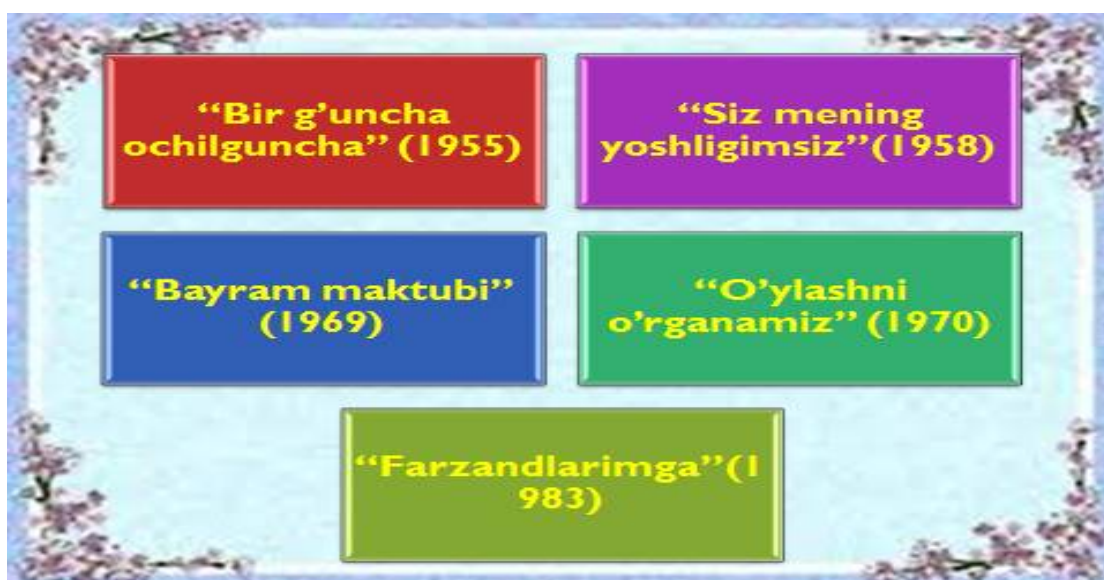 “Bir g’uncha
ochilguncha” (1955)
“Siz mening
yoshligimsiz”(1958)
“Bayram maktubi”
(1969)
“O’ylashni
o’rganamiz” (1970)
“Farzandlarimga”(1
983)